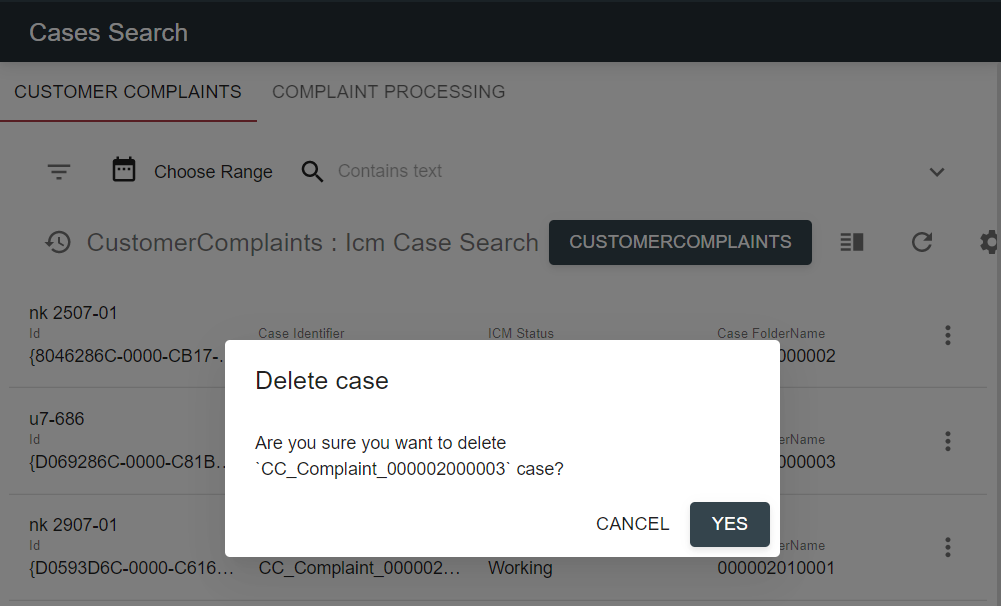 Cases Search
CUSTOMER COMPLAINTS COMPLAINT PROCESSING
Choose Range Contains text
CustomerComplaints : Icm Case Search CUSTOMERCOMPLAINTS
nk 2507-01
Id Case Identifier ICM Status Case FolderName
{8046286C-0000-CB17-... 000002
u7-686
Id erName
{D069286C-0000-C81B... 000003
Delete case
Are you sure you want to delete
`CC_Complaint_000002000003` case?
CANCEL YES
nk 2907-01
Id erName
{D0593D6C-0000-C616... CC_Complaint_000002... Working 000002010001